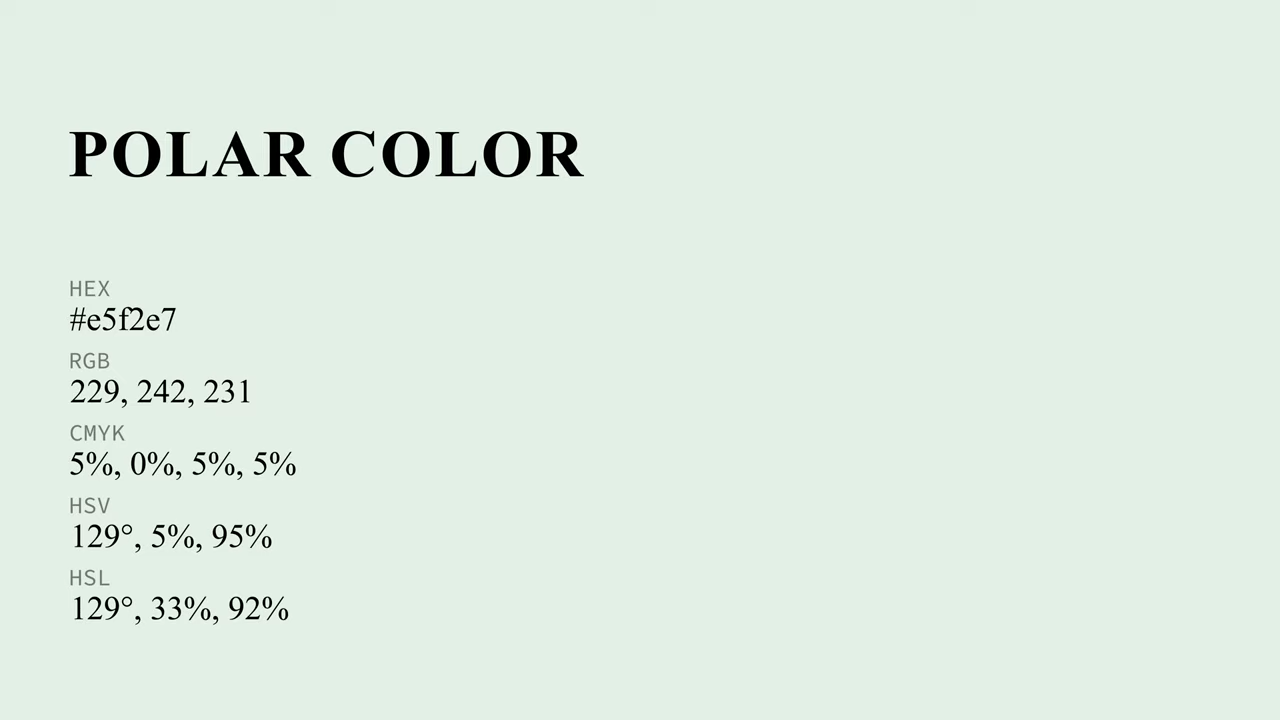 POLAR COLOR
HEX
#e5f2e7
RGB
229, 242, 231
CMYK
5%, 0%, 5%, 5%
HSV
129°, 5%, 95%
HSL
129°, 33%, 92%